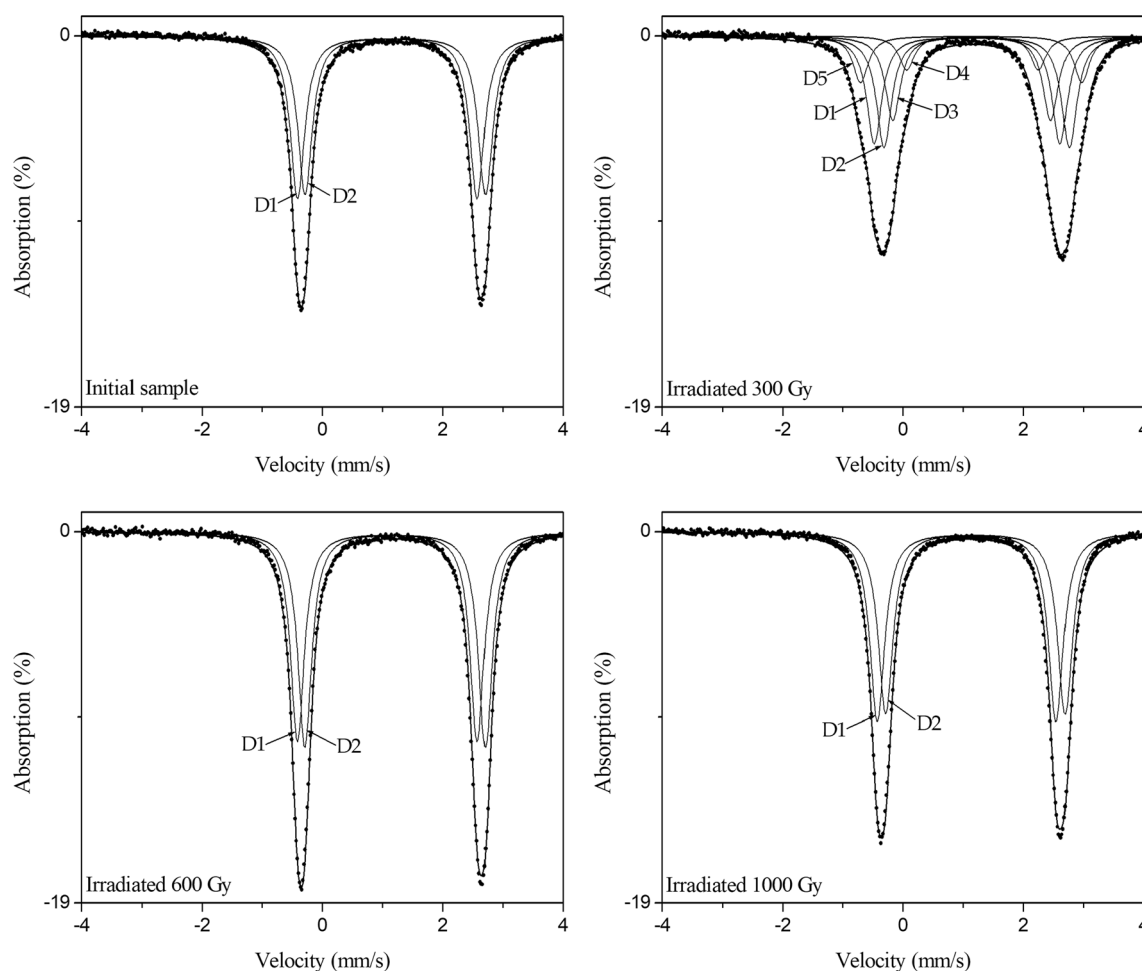 0
Absorption (%)
D1
D2
Initial sample
-19
-4
-2
0
2
4
Velocity (mm/s)
0
Absorption (%)
D5
D4
D1
D3
D2
Irradiated 300 Gy
-19
-4
-2
0
2
4
Velocity (mm/s)
0
Absorption (%)
D1
D2
Irradiated 600 Gy
-19
-4
-2
0
2
4
Velocity (mm/s)
0
Absorption (%)
D1
D2
Irradiated 1000 Gy
-19
-4
-2
0
2
4
Velocity (mm/s)